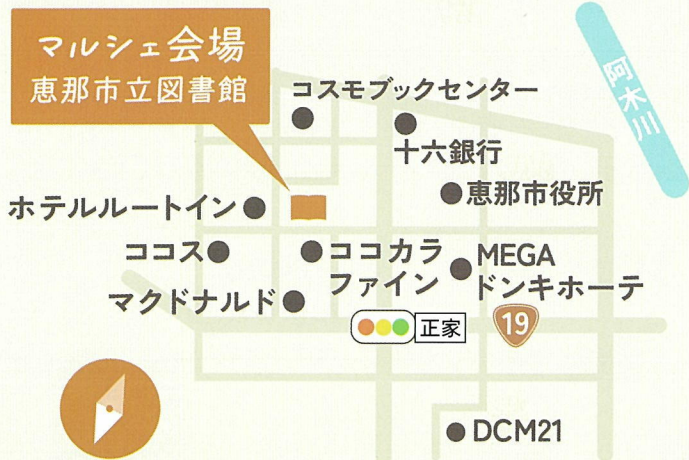 マルシェ会場
恵那市立図書館
阿木川
コスモブックセンター
十六銀行
恵那市役所
ホテルルートイン
ココス
ココカラ
ファイン
MEGA
ドンキホーテ
マクドナルド
正家
19
DCM21